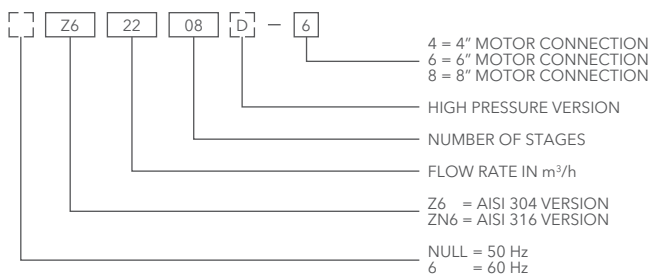 Z6 22 08 D – 6
4 = 4” MOTOR CONNECTION
6 = 6” MOTOR CONNECTION
8 = 8” MOTOR CONNECTION
HIGH PRESSURE VERSION
NUMBER OF STAGES
FLOW RATE IN m³/h
Z6 = AISI 304 VERSION
ZN6 = AISI 316 VERSION
NULL = 50 Hz
6 = 60 Hz